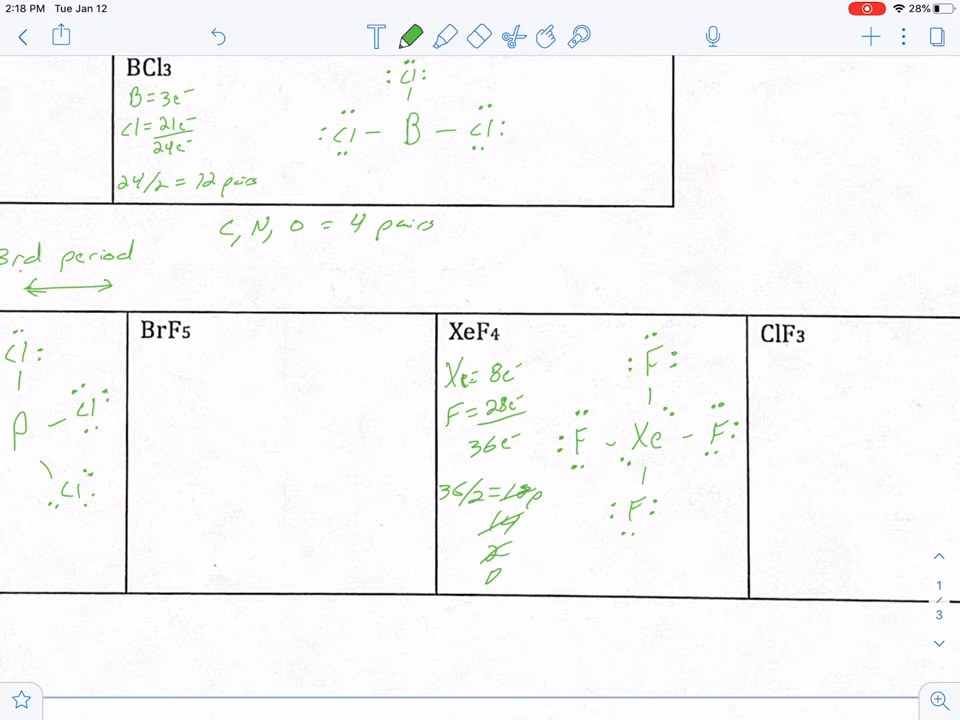 2:18 PM Tue Jan 12
28%
BCl3
B = 3e-
Cl = 21e-
24e-
24/2 = 12 pairs
:Cl:
:Cl - B - Cl:
C, N, O = 4 pairs
3rd period
Cl:
P - Cl:
Cl:
BrF5
XeF4
Xe = 8e-
F = 28e-
36e-
36/2 = 18p
14
2
0
:F:
:F - Xe - F:
:F:
ClF3
1
/
3